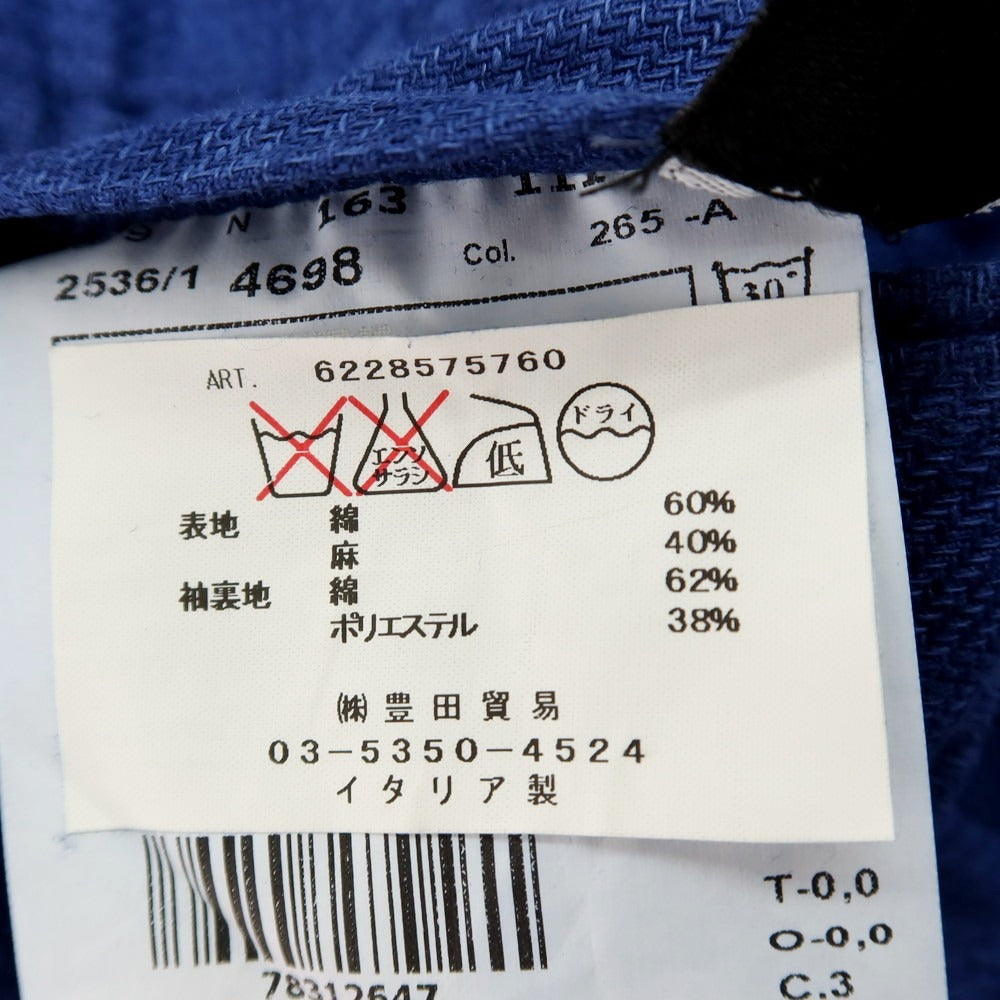 N 163
2536/1 4698 Col. 265 -A
30°
ART. 6228575760
エンソ
サラシ
低
ドライ
表地 綿 60%
麻 40%
袖裏地 綿 62%
ポリエステル 38%
㈱ 豊田貿易
03-5350-4524
イタリア製
78312647
T-0,0
O-0,0
C.3